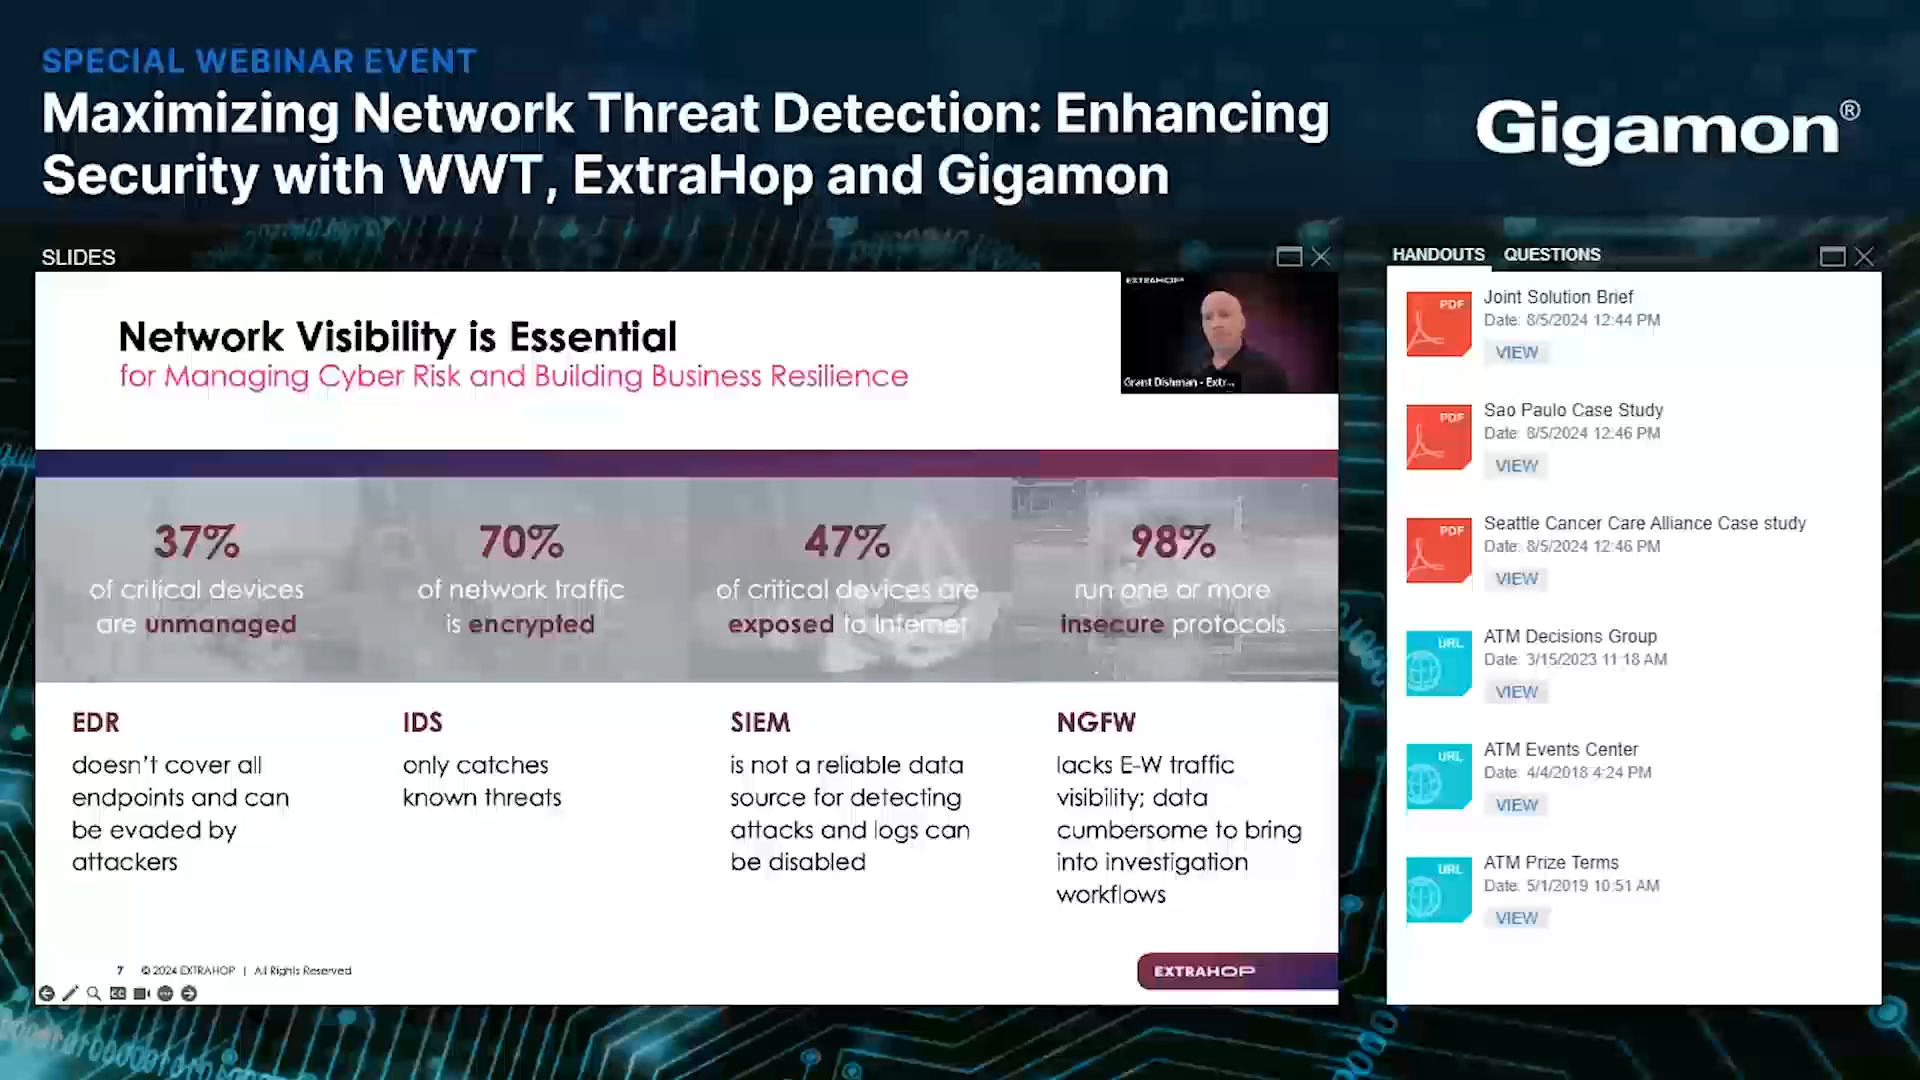 SPECIAL WEBINAR EVENT
Maximizing Network Threat Detection: Enhancing
Security with WWT, ExtraHop and Gigamon
Gigamon®
SLIDES
HANDOUTS QUESTIONS
Network Visibility is Essential
for Managing Cyber Risk and Building Business Resilience
EXTRAHOP
Grant Dishman - Extr...
37%
of critical devices
are unmanaged
70%
of network traffic
is encrypted
47%
of critical devices are
exposed to Internet
98%
run one or more
insecure protocols
EDR
doesn't cover all
endpoints and can
be evaded by
attackers
IDS
only catches
known threats
SIEM
is not a reliable data
source for detecting
attacks and logs can
be disabled
NGFW
lacks E-W traffic
visibility; data
cumbersome to bring
into investigation
workflows
7 © 2024 EXTRAHOP | All Rights Reserved
EXTRAHOP
CC
PDF
Joint Solution Brief
Date: 8/5/2024 12:44 PM
VIEW
PDF
Sao Paulo Case Study
Date: 8/5/2024 12:46 PM
VIEW
PDF
Seattle Cancer Care Alliance Case study
Date: 8/5/2024 12:46 PM
VIEW
URL
ATM Decisions Group
Date: 3/15/2023 11:18 AM
VIEW
URL
ATM Events Center
Date: 4/4/2018 4:24 PM
VIEW
URL
ATM Prize Terms
Date: 5/1/2019 10:51 AM
VIEW